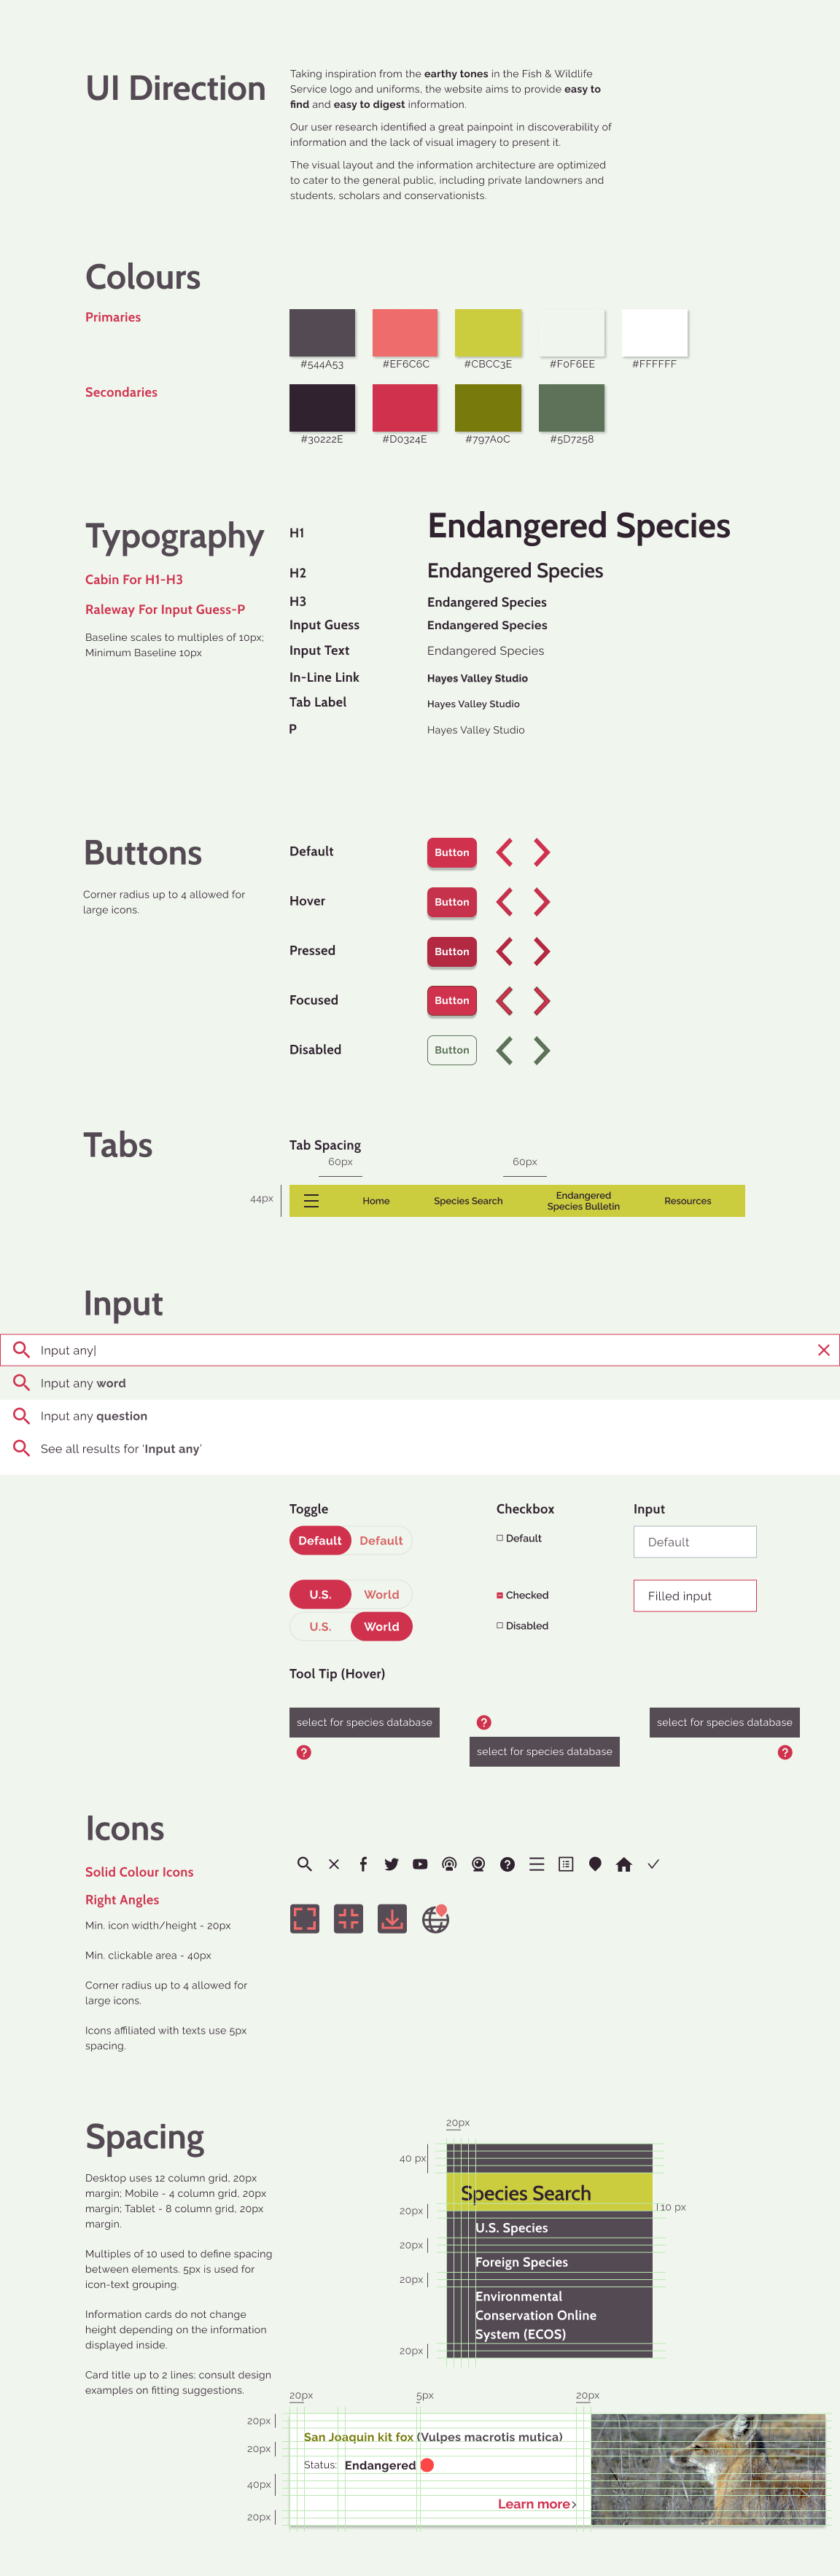 UI Direction
Taking inspiration from the earthy tones in the Fish & Wildlife
Service logo and uniforms, the website aims to provide easy to
find and easy to digest information.
Our user research identified a great painpoint in discoverability of
information and the lack of visual imagery to present it.
The visual layout and the information architecture are optimized
to cater to the general public, including private landowners and
students, scholars and conservationists.
Colours
Primaries
#544A53
#EF6C6C
#CBCC3E
#F0F6EE
#FFFFFF
Secondaries
#30222E
#D0324E
#797A0C
#5D7258
Typography
Cabin For H1-H3
Raleway For Input Guess-P
Baseline scales to multiples of 10px;
Minimum Baseline 10px
H1
Endangered Species
H2
Endangered Species
H3
Endangered Species
Input Guess
Endangered Species
Input Text
Endangered Species
In-Line Link
Hayes Valley Studio
Tab Label
Hayes Valley Studio
P
Hayes Valley Studio
Buttons
Corner radius up to 4 allowed for
large icons.
Default
Button
Hover
Button
Pressed
Button
Focused
Button
Disabled
Button
Tabs
Tab Spacing
60px
60px
44px
Home
Species Search
Endangered
Species Bulletin
Resources
Input
Input any
Input any word
Input any question
See all results for 'Input any'
Toggle
Default Default
U.S. World
U.S. World
Checkbox
Default
Checked
Disabled
Input
Default
Filled input
Tool Tip (Hover)
select for species database
?
?
select for species database
select for species database
?
Icons
Solid Colour Icons
Right Angles
Min. icon width/height - 20px
Min. clickable area - 40px
Corner radius up to 4 allowed for
large icons.
Icons affiliated with texts use 5px
spacing.
f
?
Spacing
Desktop uses 12 column grid, 20px
margin; Mobile - 4 column grid, 20px
margin; Tablet - 8 column grid, 20px
margin.
Multiples of 10 used to define spacing
between elements. 5px is used for
icon-text grouping.
Information cards do not change
height depending on the information
displayed inside.
Card title up to 2 lines; consult design
examples on fitting suggestions.
20px
40 px
Species Search
20px
10 px
U.S. Species
20px
Foreign Species
20px
Environmental
Conservation Online
System (ECOS)
20px
20px
5px
20px
20px
San Joaquin kit fox (Vulpes macrotis mutica)
20px
Status: Endangered
40px
Learn more>
20px